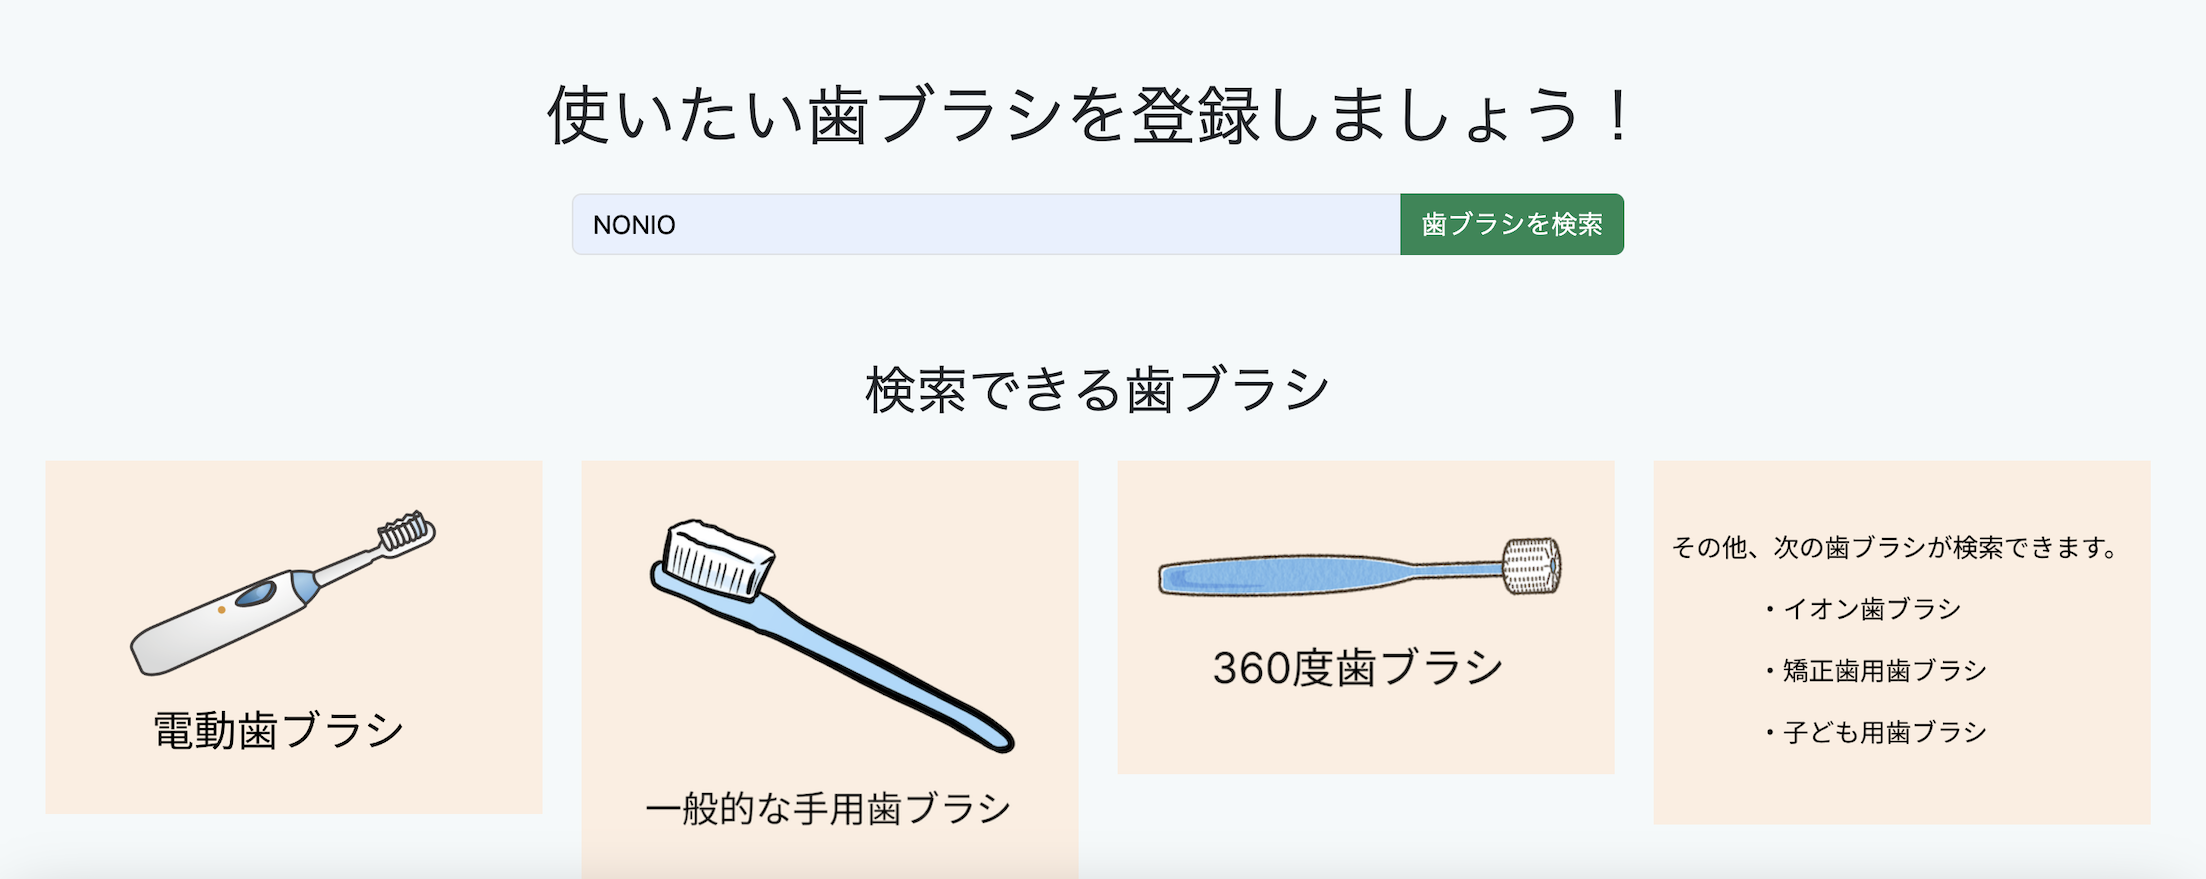 使いたい歯ブラシを登録しましょう！
NONIO
歯ブラシを検索
検索できる歯ブラシ
電動歯ブラシ
一般的な手用歯ブラシ
360度歯ブラシ
その他、次の歯ブラシが検索できます。
・イオン歯ブラシ
・矯正歯用歯ブラシ
・子ども用歯ブラシ